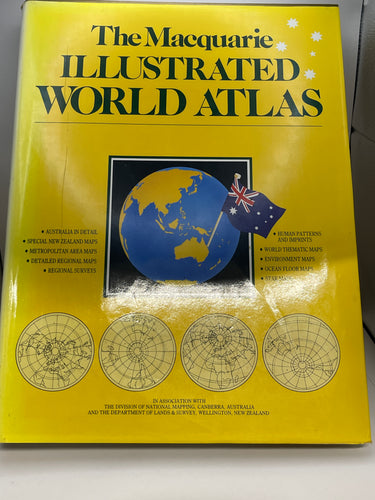 The Macquarie
ILLUSTRATED
WORLD ATLAS
• AUSTRALIA IN DETAIL
• SPECIAL NEW ZEALAND MAPS
• METROPOLITAN AREA MAPS
• DETAILED REGIONAL MAPS
• REGIONAL SURVEYS
• HUMAN PATTERNS
AND IMPRINTS
• WORLD THEMATIC MAPS
• ENVIRONMENT MAPS
• OCEAN FLOOR MAPS
• STAR
IN ASSOCIATION WITH
THE DIVISION OF NATIONAL MAPPING, CANBERRA, AUSTRALIA
AND THE DEPARTMENT OF LANDS & SURVEY, WELLINGTON, NEW ZEALAND